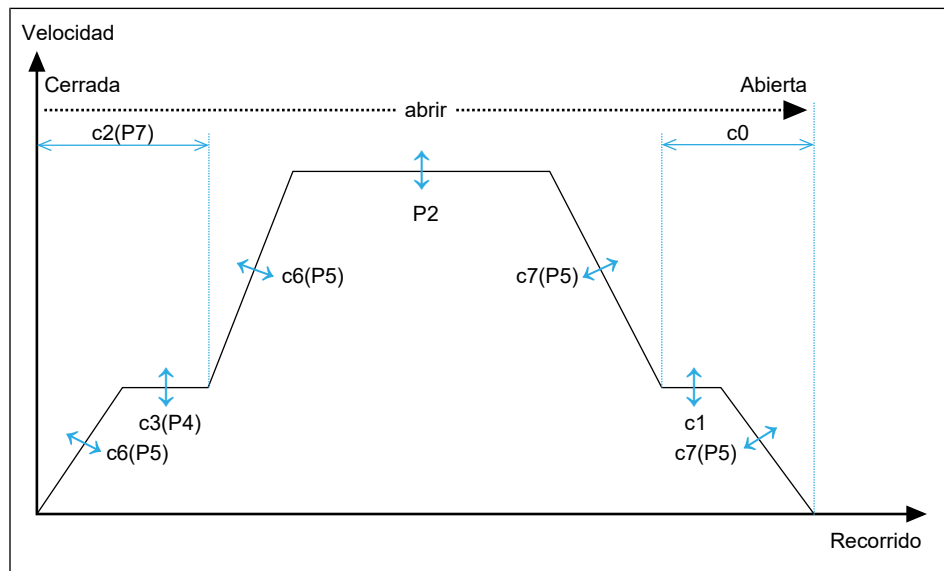 Velocidad
Cerrada
Abierta
abrir
c2(P7)
c0
P2
c6(P5)
c7(P5)
c3(P4)
c1
c6(P5)
c7(P5)
Recorrido